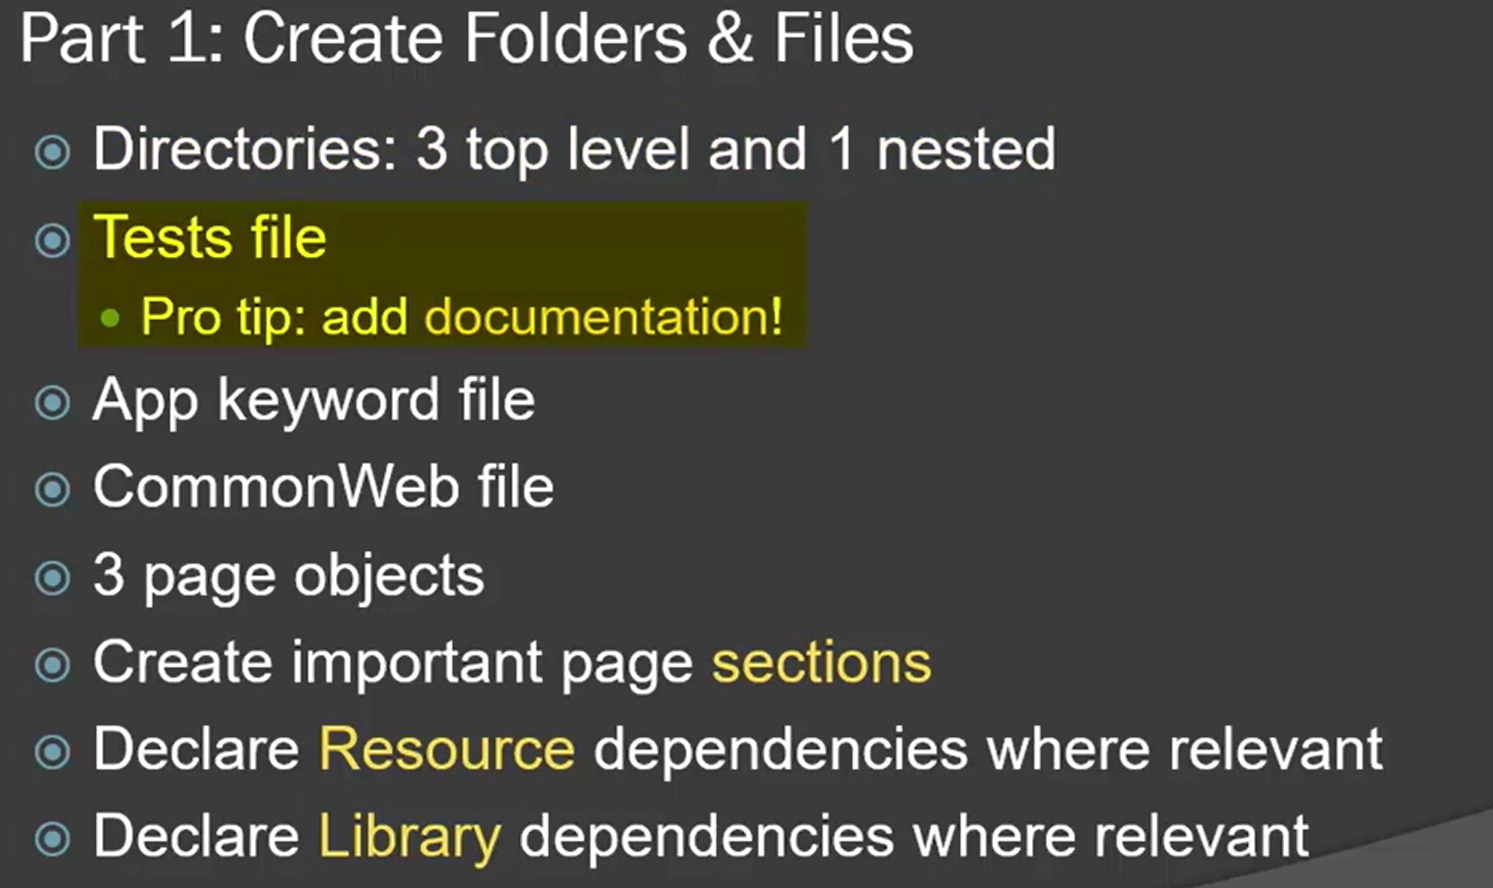 Part 1: Create Folders & Files
Directories: 3 top level and 1 nested
Tests file
Pro tip: add documentation!
App keyword file
CommonWeb file
3 page objects
Create important page sections
Declare Resource dependencies where relevant
Declare Library dependencies where relevant